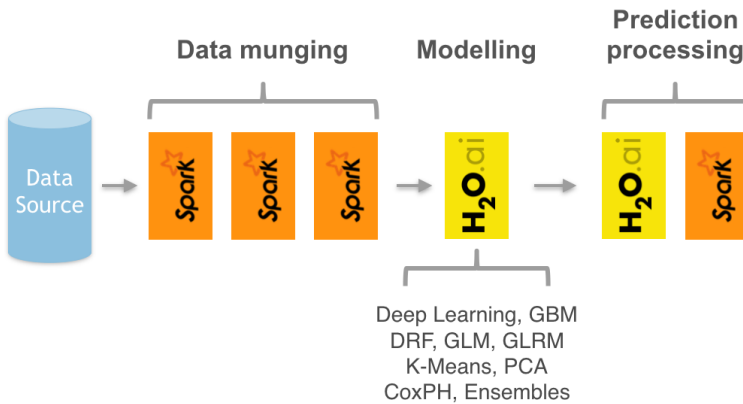 Data munging
Modelling
Prediction
processing
Data
Source
Spark
Spark
Spark
H2O.ai
H2O.ai
Spark
Deep Learning, GBM
DRF, GLM, GLRM
K-Means, PCA
CoxPH, Ensembles